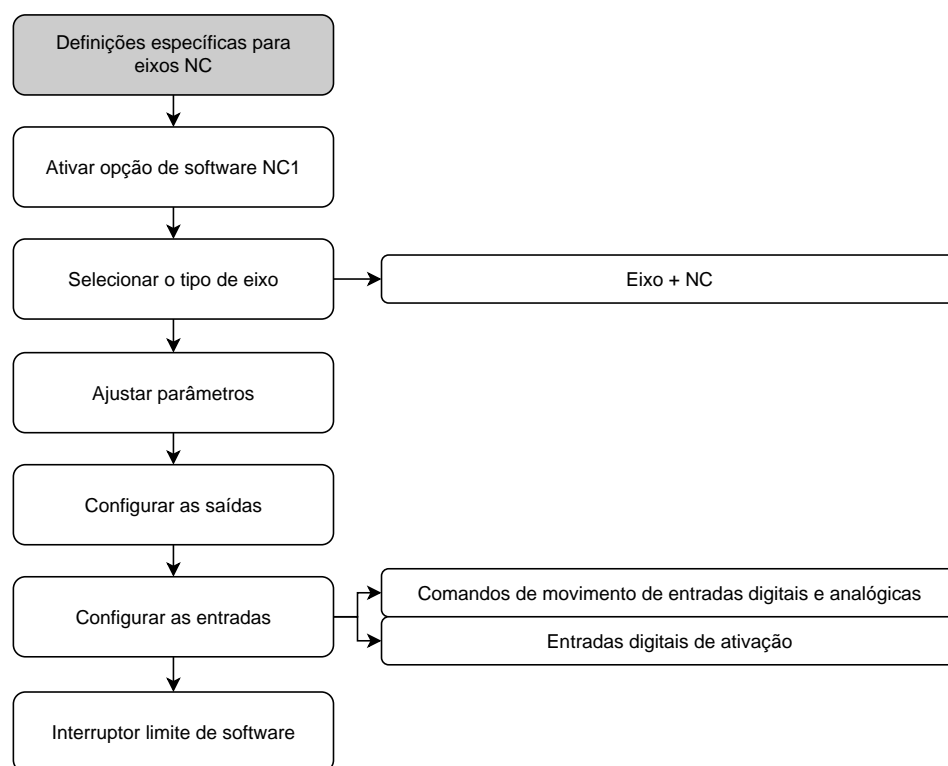 Definições específicas para
eixos NC
Ativar opção de software NC1
Selecionar o tipo de eixo
Eixo + NC
Ajustar parâmetros
Configurar as saídas
Configurar as entradas
Comandos de movimento de entradas digitais e analógicas
Entradas digitais de ativação
Interruptor limite de software